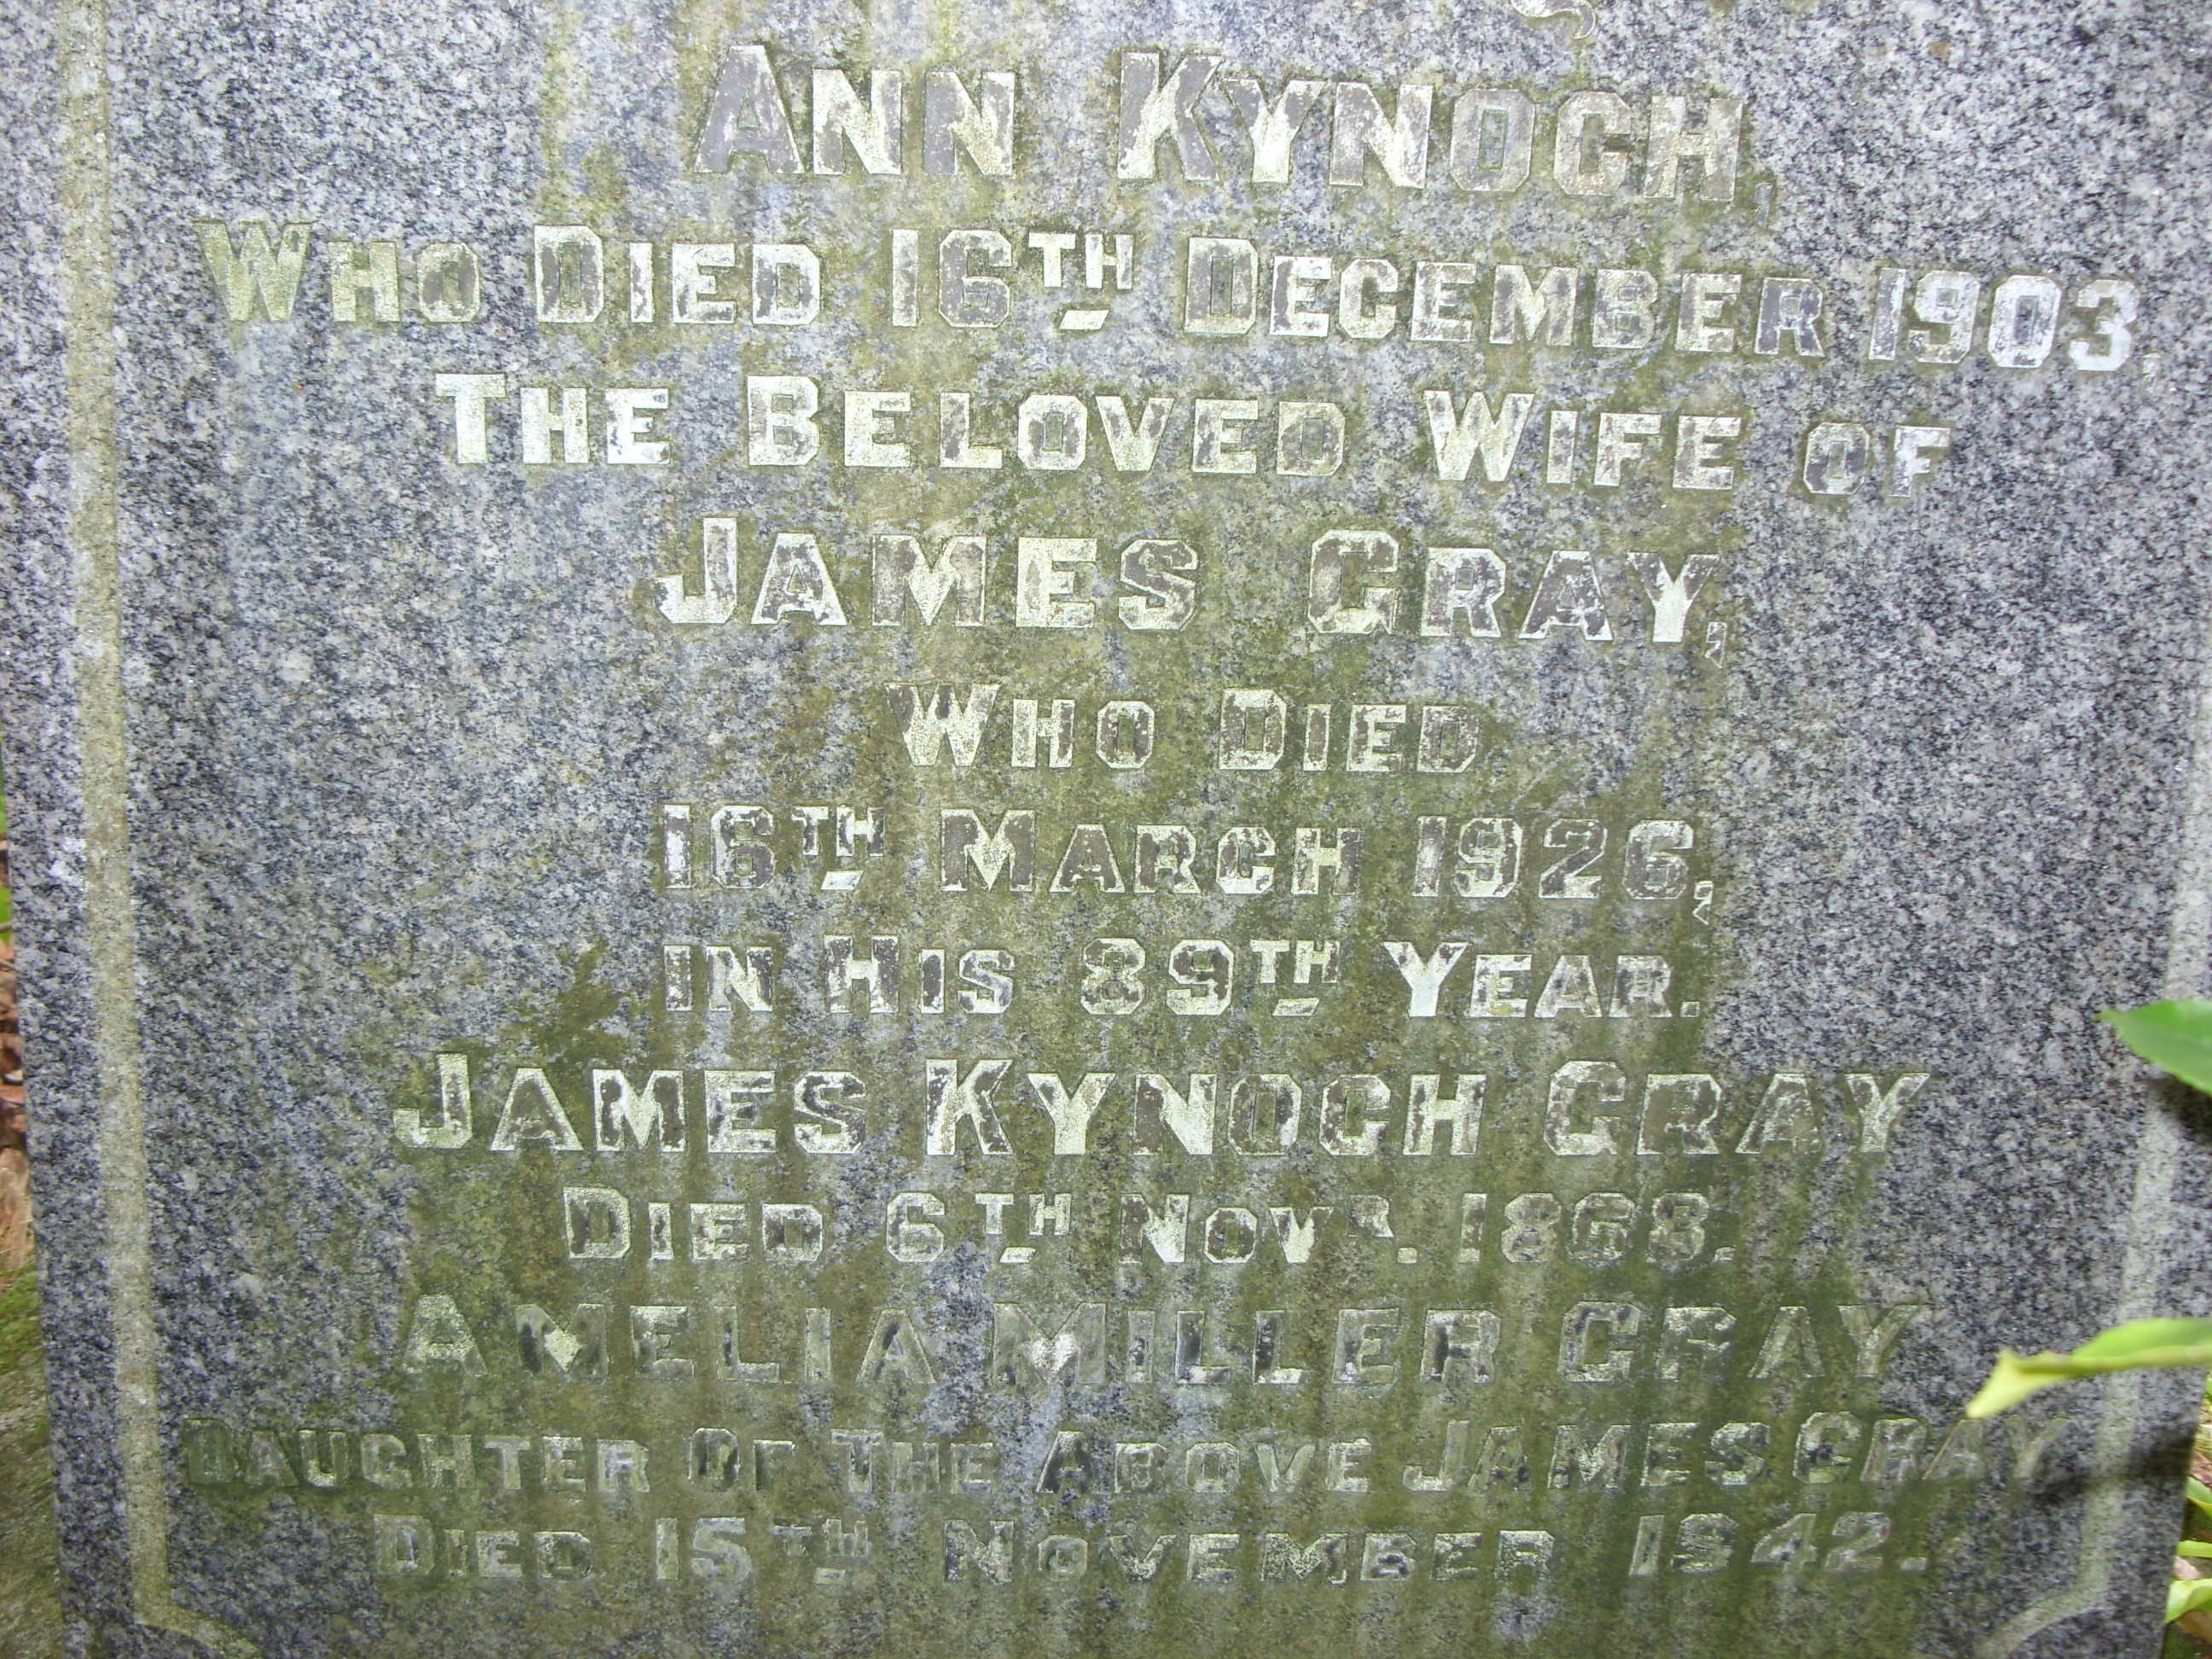 ANN KYNOCH,
WHO DIED 16TH DECEMBER 1903,
THE BELOVED WIFE OF
JAMES GRAY,
WHO DIED
16TH MARCH 1926,
IN HIS 89TH YEAR.
JAMES KYNOCH GRAY
DIED 6TH NOVR. 1868.
AMELIA MILLER GRAY
DAUGHTER OF THE ABOVE JAMES GRAY
DIED 15TH NOVEMBER 1942.